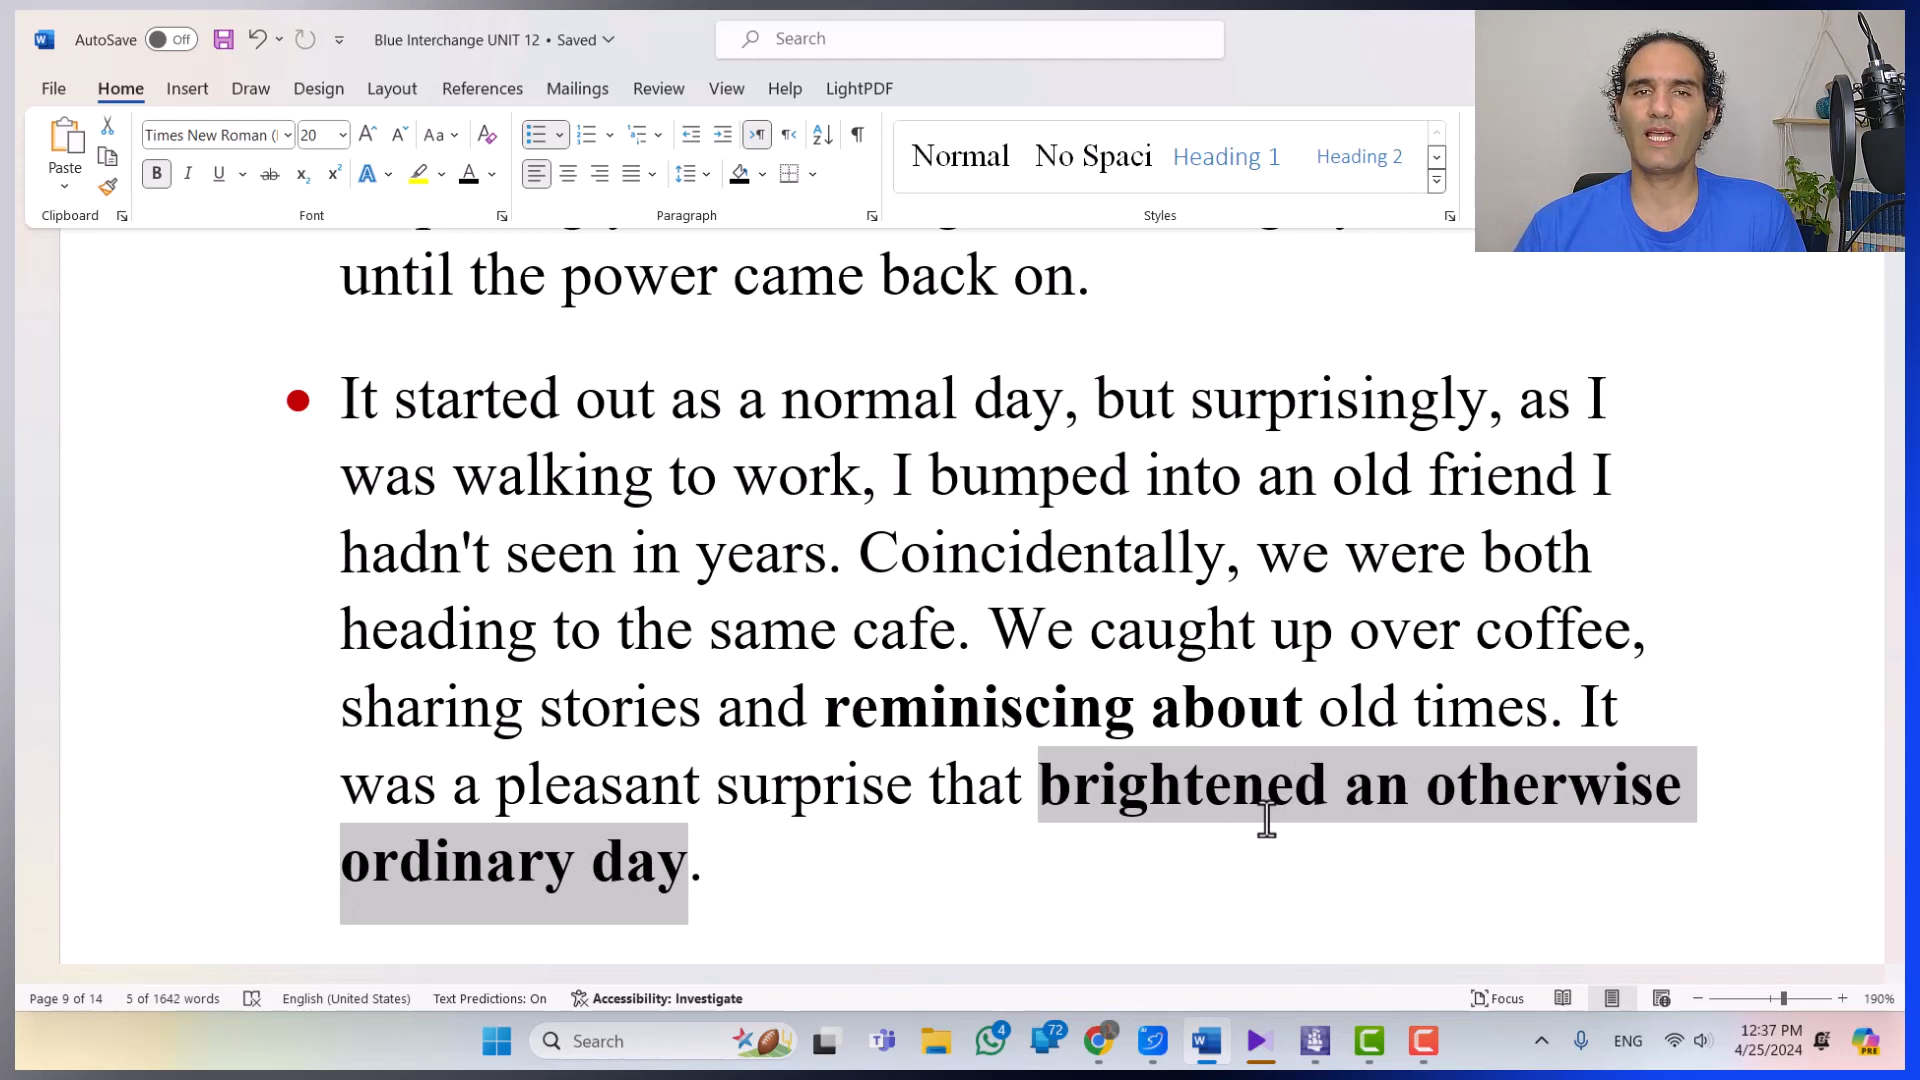 AutoSave Off Blue Interchange UNIT 12 • Saved Search
File Home Insert Draw Design Layout References Mailings Review View Help LightPDF
Paste
Times New Roman ( 20 Aa
B I U ab x₂ x² A A
Normal No Spaci Heading 1 Heading 2
Clipboard Font Paragraph Styles
until the power came back on.
• It started out as a normal day, but surprisingly, as I
was walking to work, I bumped into an old friend I
hadn't seen in years. Coincidentally, we were both
heading to the same cafe. We caught up over coffee,
sharing stories and reminiscing about old times. It
was a pleasant surprise that brightened an otherwise
ordinary day.
Page 9 of 14 5 of 1642 words English (United States) Text Predictions: On Accessibility: Investigate Focus 190%
Search 4 72 ENG 12:37 PM
4/25/2024